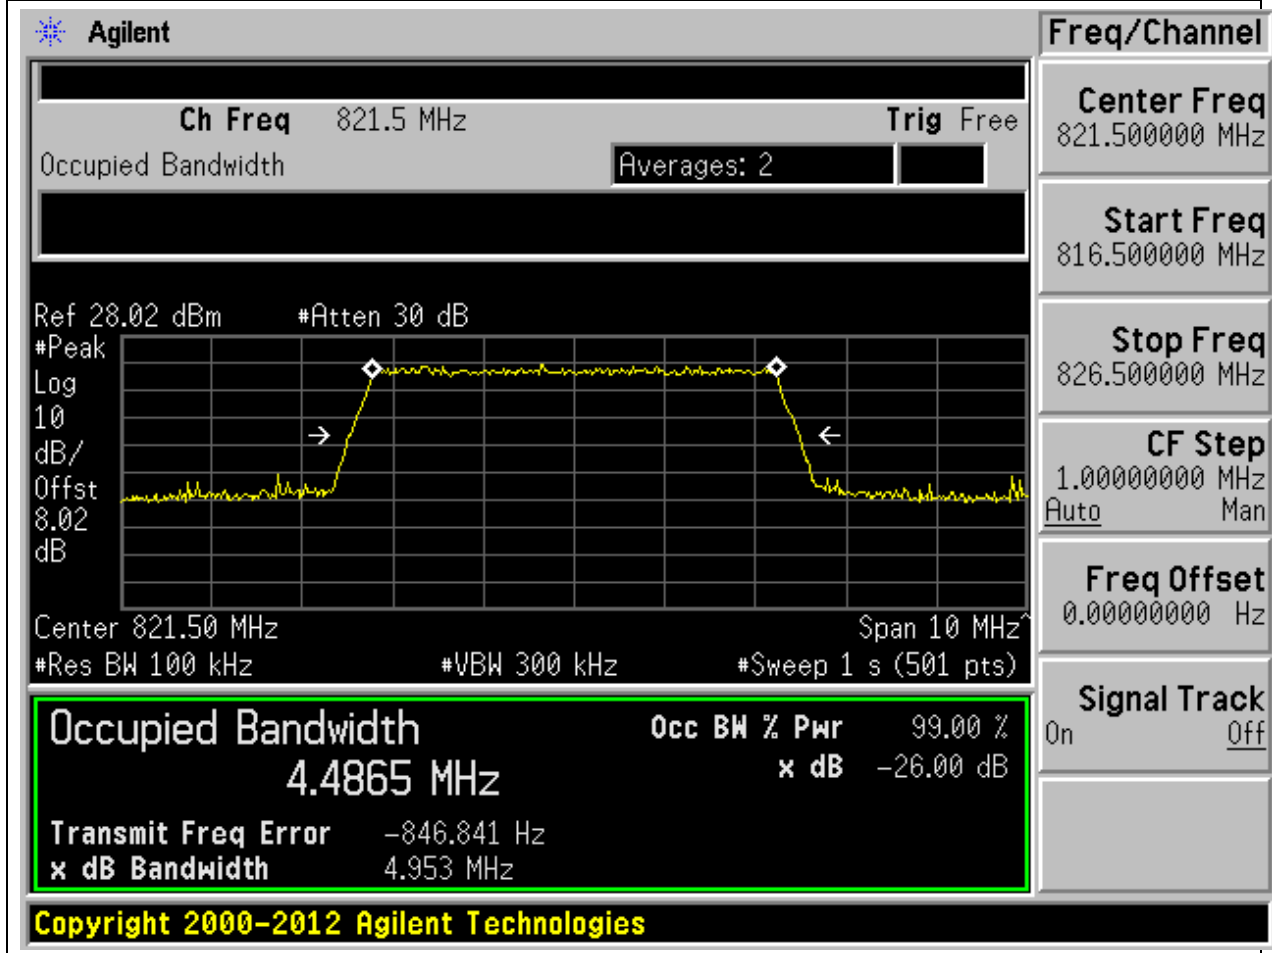 Agilent
Freq/Channel
Ch Freq 821.5 MHz Trig Free
Occupied Bandwidth Averages: 2
Center Freq
821.500000 MHz
Start Freq
816.500000 MHz
Stop Freq
826.500000 MHz
CF Step
1.00000000 MHz
Auto Man
Freq Offset
0.00000000 Hz
Signal Track
On Off
Ref 28.02 dBm #Atten 30 dB
#Peak
Log
10
dB/
Offst
8.02
dB
Center 821.50 MHz Span 10 MHz^
#Res BW 100 kHz #VBW 300 kHz #Sweep 1 s (501 pts)
Occupied Bandwidth Occ BW % Pwr 99.00 %
4.4865 MHz x dB -26.00 dB
Transmit Freq Error -846.841 Hz
x dB Bandwidth 4.953 MHz
Copyright 2000-2012 Agilent Technologies